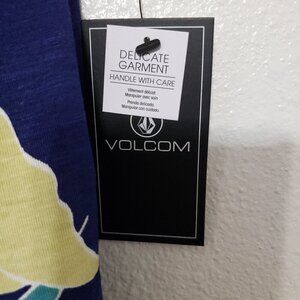 DELICATE
GARMENT
HANDLE WITH CARE
Vêtement délicat
Manipuler avec soin
Prenda delicada
Manipular con cuidado
VOLCOM